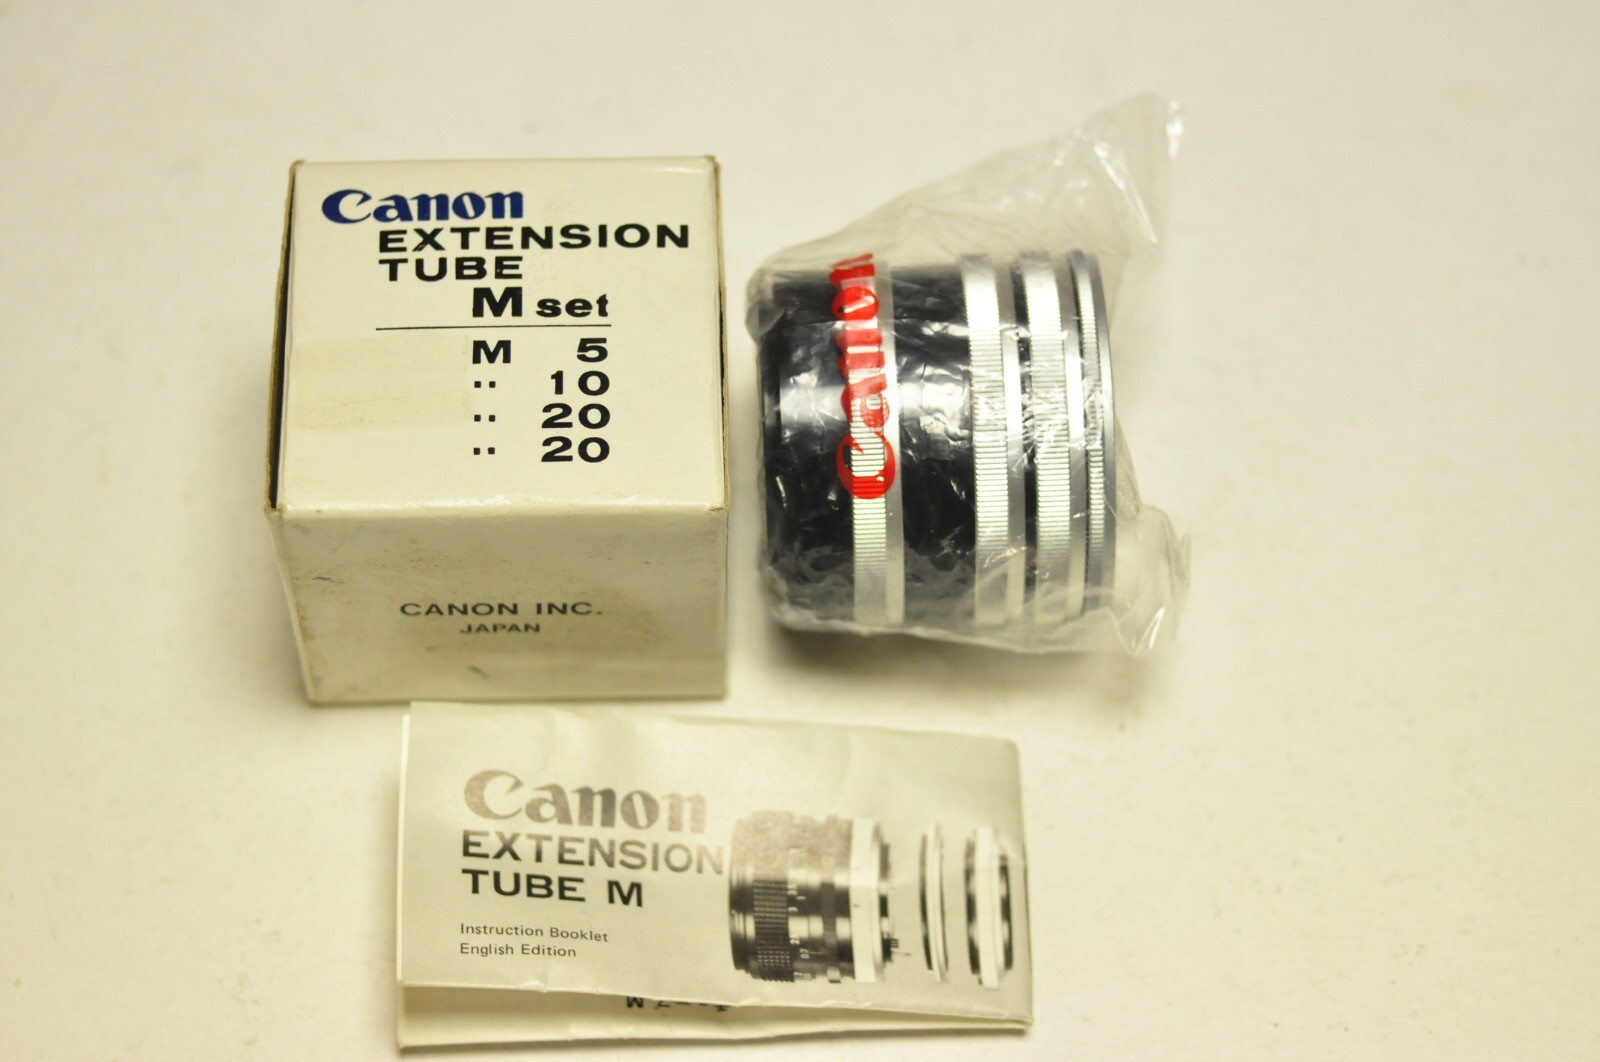 Canon
EXTENSION
TUBE
M set
M 5
" 10
" 20
" 20
CANON INC.
JAPAN
Canon
Canon
EXTENSION
TUBE M
Instruction Booklet
English Edition